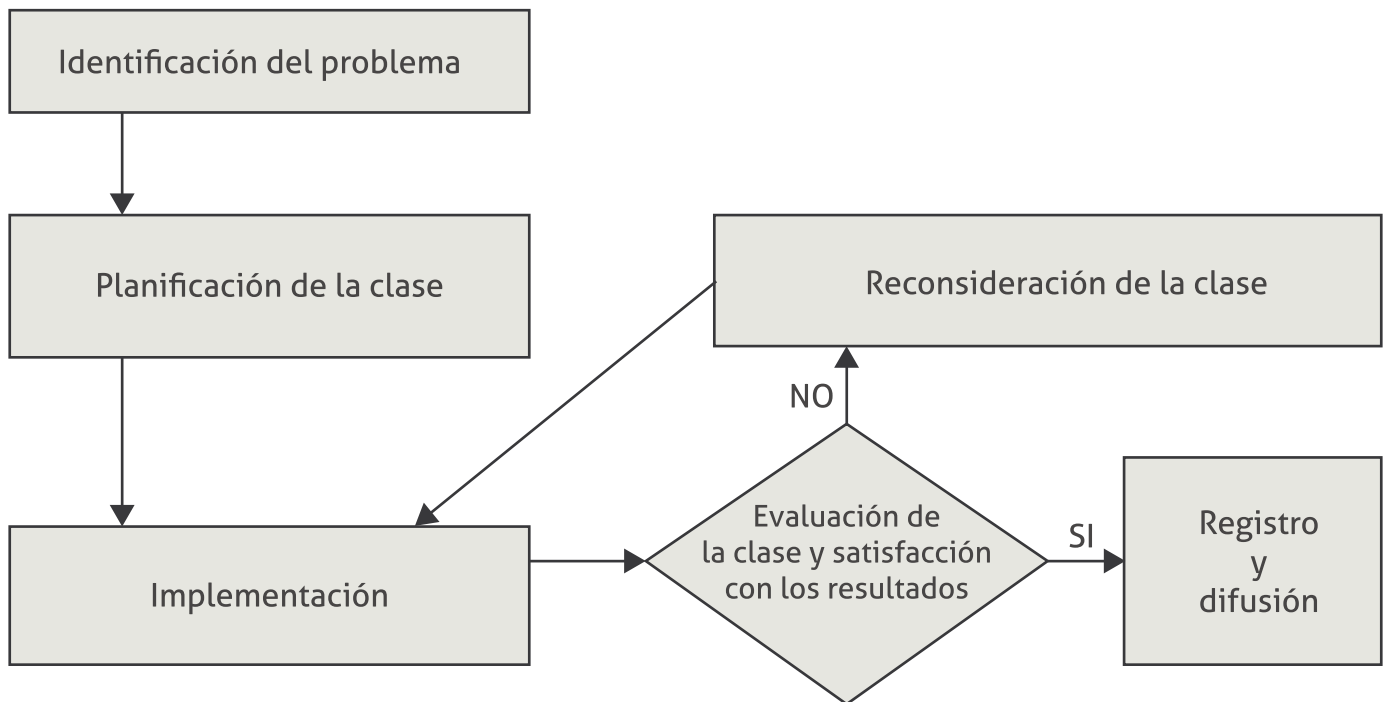 Identificación del problema
Planificación de la clase
Reconsideración de la clase
NO
Evaluación de
la clase y satisfacción
con los resultados
SI
Registro
y
difusión
Implementación